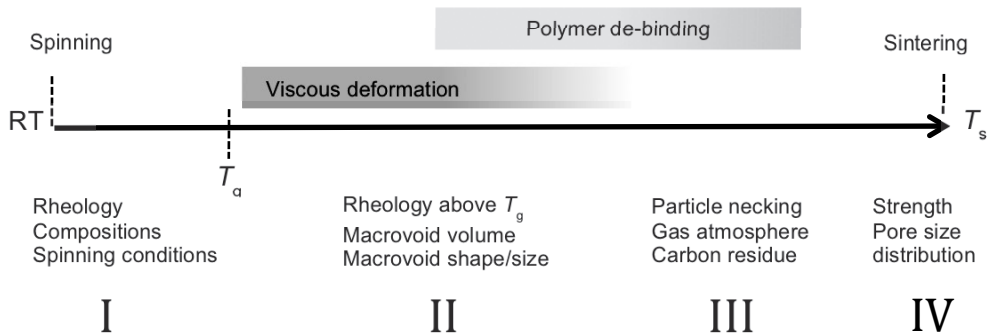 Polymer de-binding
Spinning
Sintering
Viscous deformation
RT
Ts
Tg
Rheology
Compositions
Spinning conditions
Rheology above Tg
Macrovoid volume
Macrovoid shape/size
Particle necking
Gas atmosphere
Carbon residue
Strength
Pore size
distribution
I
II
III
IV